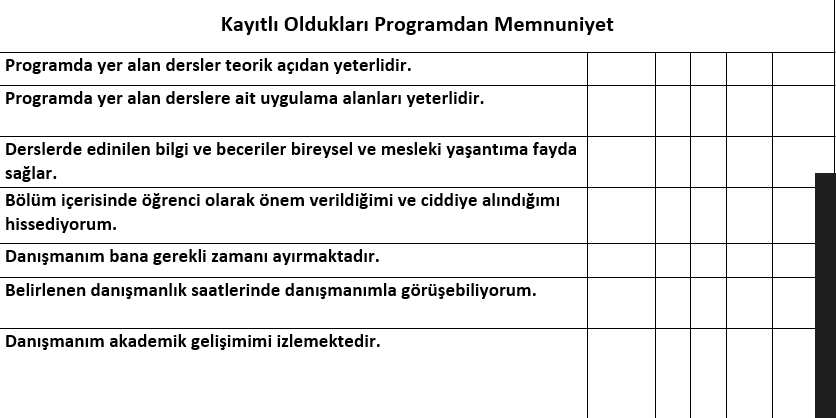 Kayıtlı Oldukları Programdan Memnuniyet
Programda yer alan dersler teorik açıdan yeterlidir.
Programda yer alan derslere ait uygulama alanları yeterlidir.
Derslerde edinilen bilgi ve beceriler bireysel ve mesleki yaşantıma fayda
sağlar.
Bölüm içerisinde öğrenci olarak önem verildiğimi ve ciddiye alındığımı
hissediyorum.
Danışmanım bana gerekli zamanı ayırmaktadır.
Belirlenen danışmanlık saatlerinde danışmanımla görüşebiliyorum.
Danışmanım akademik gelişimimi izlemektedir.